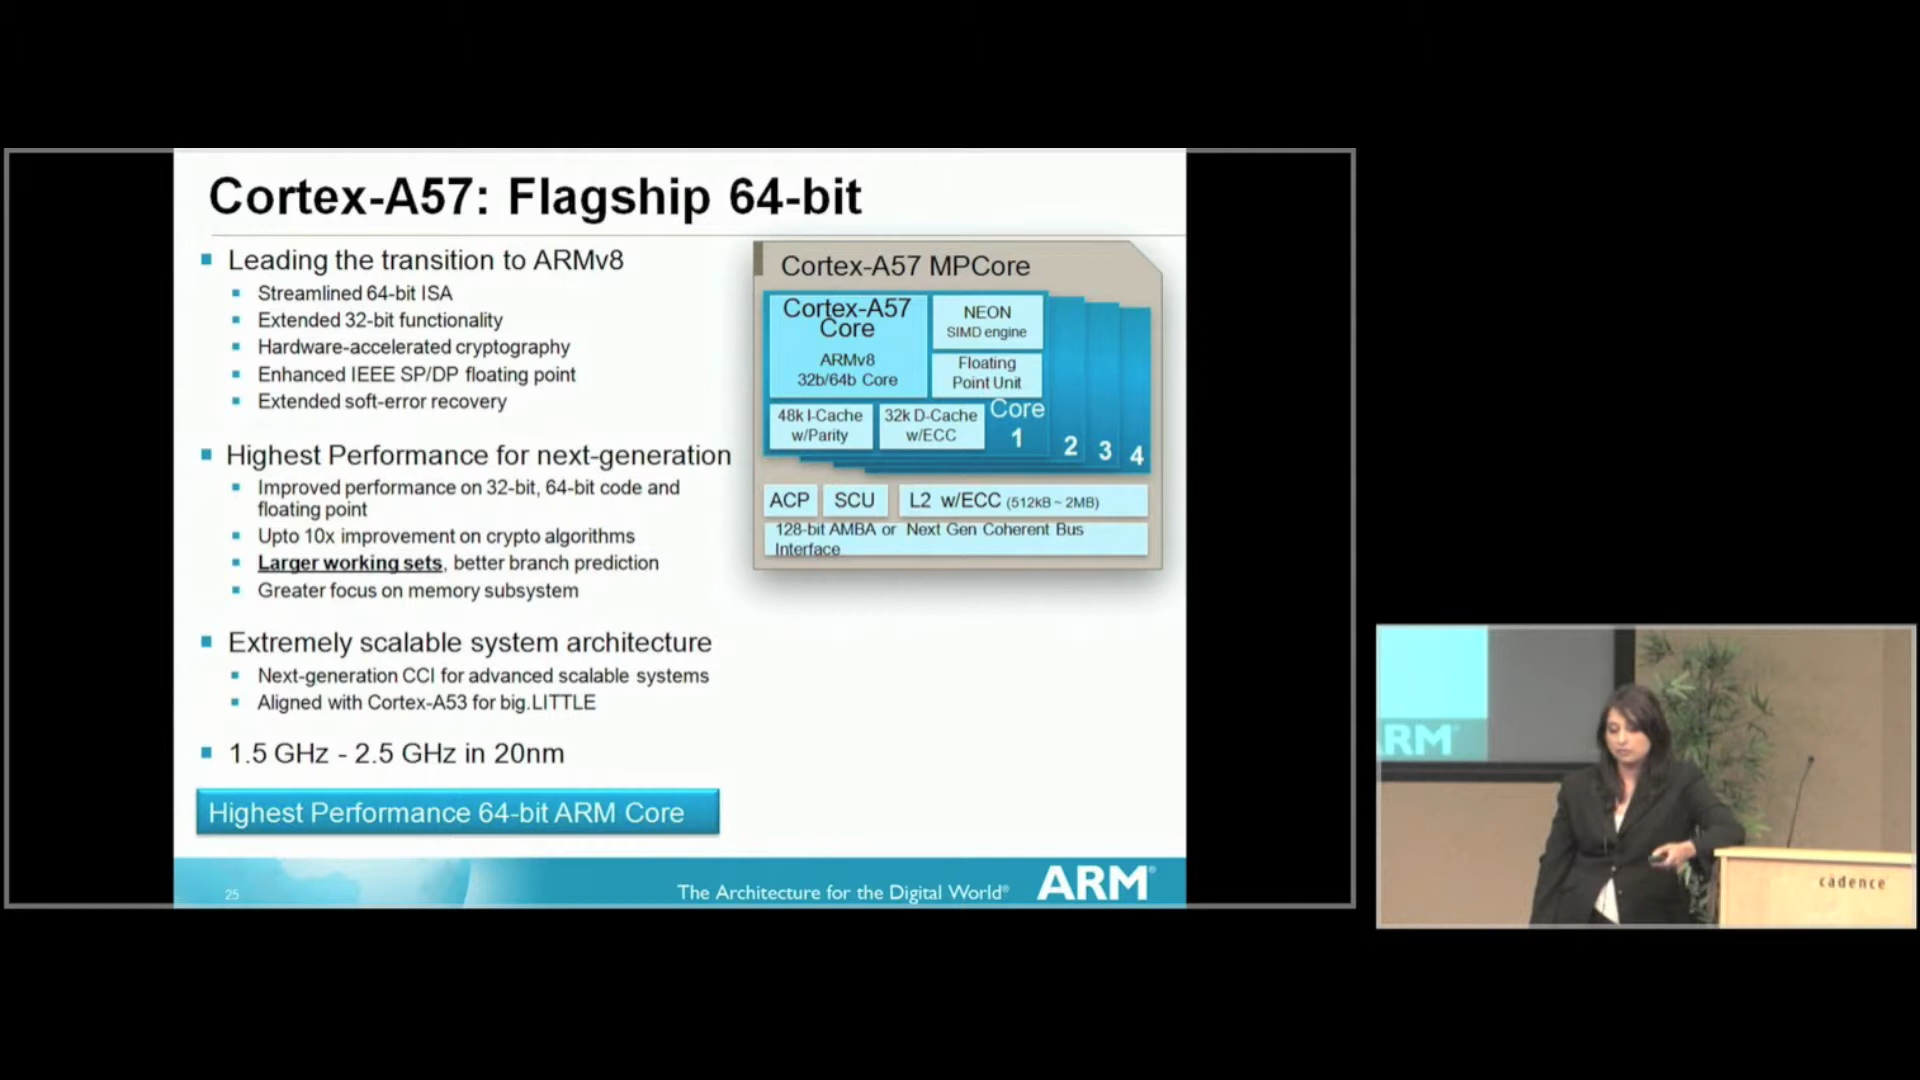 Cortex-A57: Flagship 64-bit
Leading the transition to ARMv8
Streamlined 64-bit ISA
Extended 32-bit functionality
Hardware-accelerated cryptography
Enhanced IEEE SP/DP floating point
Extended soft-error recovery
Highest Performance for next-generation
Improved performance on 32-bit, 64-bit code and
floating point
Upto 10x improvement on crypto algorithms
Larger working sets, better branch prediction
Greater focus on memory subsystem
Extremely scalable system architecture
Next-generation CCI for advanced scalable systems
Aligned with Cortex-A53 for big.LITTLE
1.5 GHz - 2.5 GHz in 20nm
Highest Performance 64-bit ARM Core
Cortex-A57 MPCore
Cortex-A57
Core
ARMv8
32b/64b Core
NEON
SIMD engine
Floating
Point Unit
48k I-Cache
w/Parity
32k D-Cache
w/ECC
Core
1
2
3
4
ACP
SCU
L2 w/ECC (512kB ~ 2MB)
128-bit AMBA or Next Gen Coherent Bus
Interface
25
The Architecture for the Digital World®
ARM®
ARM
cadence